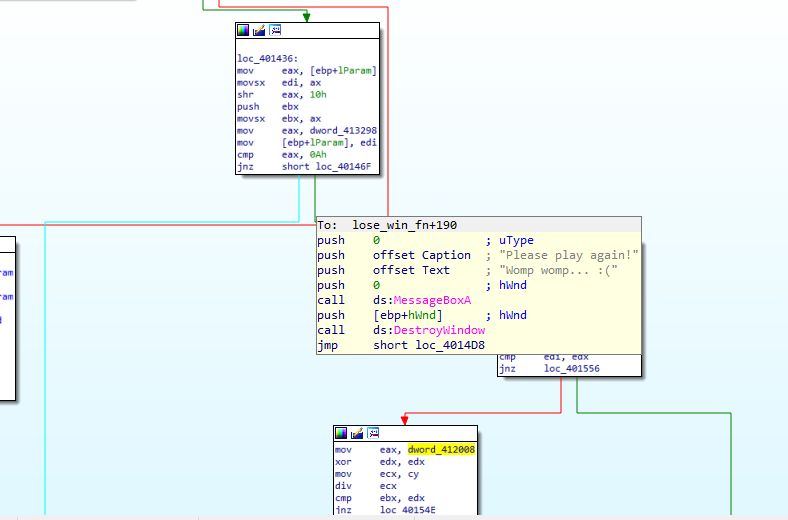 loc_401436:
mov eax, [ebp+lParam]
movsx edi, ax
shr eax, 10h
push ebx
movsx ebx, ax
mov eax, dword_413298
mov [ebp+lParam], edi
cmp eax, 0Ah
jnz short loc_40146F
To: lose_win_fn+190
push 0 ; uType
push offset Caption ; "Please play again!"
push offset Text ; "Womp womp... :("
push 0 ; hWnd
call ds:MessageBoxA
push [ebp+hWnd] ; hWnd
call ds:DestroyWindow
jmp short loc_4014D8
ram
ram
d
cmp edi, edx
jnz loc_401556
mov eax, dword_412008
xor edx, edx
mov ecx, cy
div ecx
cmp ebx, edx
jnz loc_40154E